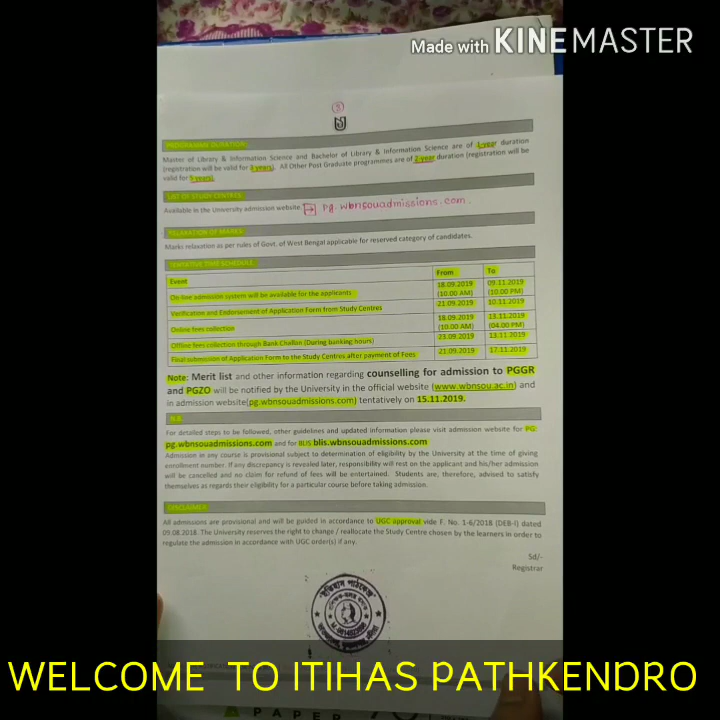 Made with KINEMASTER
3
PROGRAMME DURATION:
Master of Library & Information Science and Bachelor of Library & Information Science are of 1-year duration
(registration will be valid for 3 years). All Other Post Graduate programmes are of 2-year duration (registration will be
valid for 5 years).
LIST OF STUDY CENTRES:
Available in the University admission website. → pg.wbnsouadmissions.com
RELAXATION OF MARKS:
Marks relaxation as per rules of Govt. of West Bengal applicable for reserved category of candidates.
TENTATIVE TIME SCHEDULE:
Event From To
On-line admission system will be available for the applicants 18.09.2019 (10.00 AM) 09.11.2019 (10.00 PM)
Verification and Endorsement of Application Form from Study Centres 21.09.2019 10.11.2019
Online fees collection 18.09.2019 (10.00 AM) 13.11.2019 (04.00 PM)
Offline fees collection through Bank Challan (During banking hours) 23.09.2019 13.11.2019
Final submission of Application Form to the Study Centres after payment of Fees 21.09.2019 17.11.2019
Note: Merit list and other information regarding counselling for admission to PGGR
and PGZO will be notified by the University in the official website (www.wbnsou.ac.in) and
in admission website(pg.wbnsouadmissions.com) tentatively on 15.11.2019.
N.B.
For detailed steps to be followed, other guidelines and updated information please visit admission website for PG:
pg.wbnsouadmissions.com and for BLIS blis.wbnsouadmissions.com
Admission in any course is provisional subject to determination of eligibility by the University at the time of giving
enrollment number. If any discrepancy is revealed later, responsibility will rest on the applicant and his/her admission
will be cancelled and no claim for refund of fees will be entertained. Students are, therefore, advised to satisfy
themselves as regards their eligibility for a particular course before taking admission.
DISCLAIMER:
All admissions are provisional and will be guided in accordance to UGC approval vide F. No. 1-6/2018 (DEB-I) dated
09.08.2018. The University reserves the right to change / reallocate the Study Centre chosen by the learners in order to
regulate the admission in accordance with UGC order(s) if any.
Sd/-
Registrar
"ইতিহাস পাঠকেন্দ্র"
WELCOME TO ITIHAS PATHKENDRO
PAPER